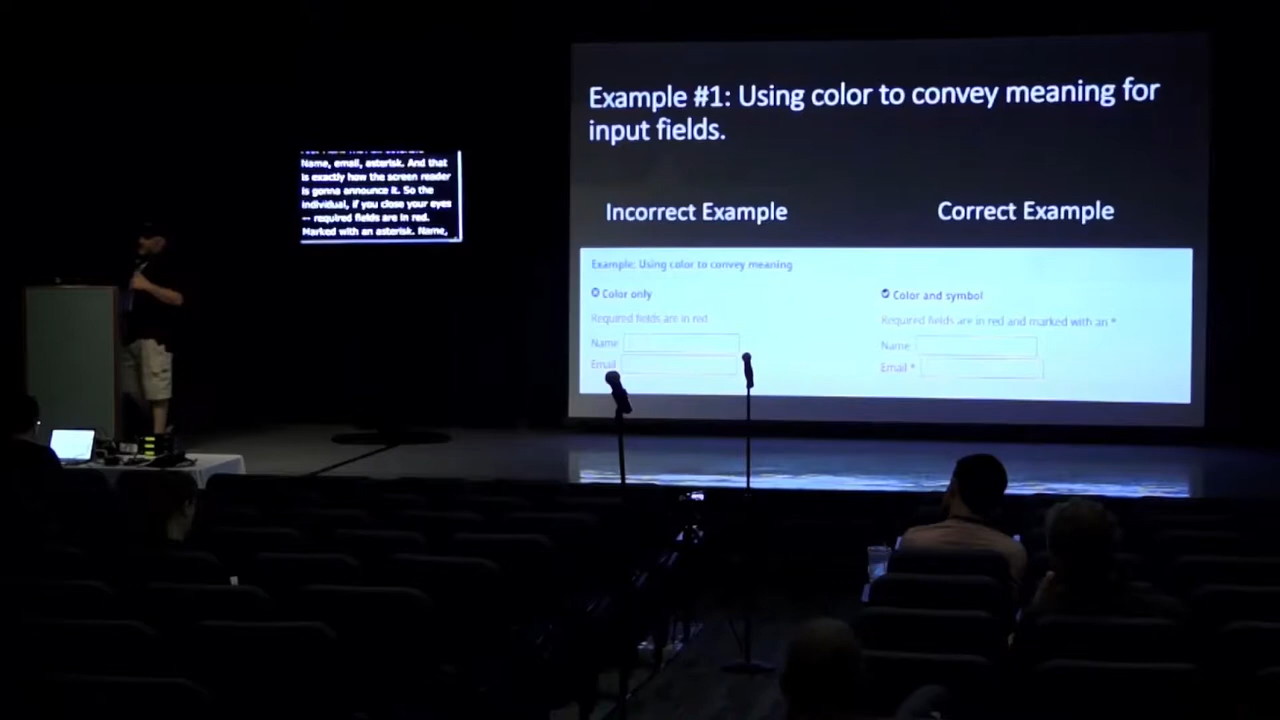 Example #1: Using color to convey meaning for
input fields.
Incorrect Example
Correct Example
Example: Using color to convey meaning
Color only
Required fields are in red
Name
Email
Color and symbol
Required fields are in red and marked with an *
Name
Email *
Name, email, asterisk. And that
is exactly how the screen reader
is gonna announce it. So the
individual, if you close your eyes
-- required fields are in red.
Marked with an asterisk. Name,